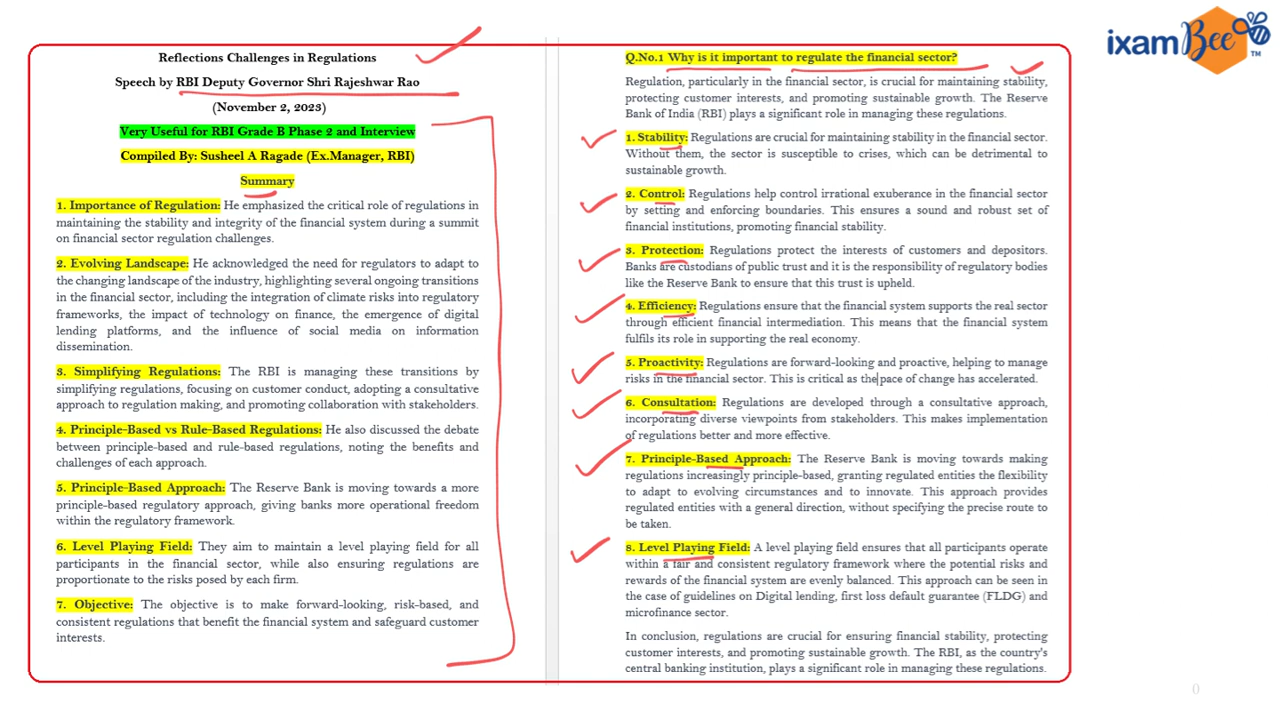 Reflections Challenges in Regulations
Speech by RBI Deputy Governor Shri Rajeshwar Rao
(November 2, 2023)
Very Useful for RBI Grade B Phase 2 and Interview
Compiled By: Susheel A Ragade (Ex.Manager, RBI)
Summary
1. Importance of Regulation: He emphasized the critical role of regulations in
maintaining the stability and integrity of the financial system during a summit
on financial sector regulation challenges.
2. Evolving Landscape: He acknowledged the need for regulators to adapt to
the changing landscape of the industry, highlighting several ongoing transitions
in the financial sector, including the integration of climate risks into regulatory
frameworks, the impact of technology on finance, the emergence of digital
lending platforms, and the influence of social media on information
dissemination.
3. Simplifying Regulations: The RBI is managing these transitions by
simplifying regulations, focusing on customer conduct, adopting a consultative
approach to regulation making, and promoting collaboration with stakeholders.
4. Principle-Based vs Rule-Based Regulations: He also discussed the debate
between principle-based and rule-based regulations, noting the benefits and
challenges of each approach.
5. Principle-Based Approach: The Reserve Bank is moving towards a more
principle-based regulatory approach, giving banks more operational freedom
within the regulatory framework.
6. Level Playing Field: They aim to maintain a level playing field for all
participants in the financial sector, while also ensuring regulations are
proportionate to the risks posed by each firm.
7. Objective: The objective is to make forward-looking, risk-based, and
consistent regulations that benefit the financial system and safeguard customer
interests.
Q.No.1 Why is it important to regulate the financial sector?
Regulation, particularly in the financial sector, is crucial for maintaining stability,
protecting customer interests, and promoting sustainable growth. The Reserve
Bank of India (RBI) plays a significant role in managing these regulations.
1. Stability: Regulations are crucial for maintaining stability in the financial sector.
Without them, the sector is susceptible to crises, which can be detrimental to
sustainable growth.
2. Control: Regulations help control irrational exuberance in the financial sector
by setting and enforcing boundaries. This ensures a sound and robust set of
financial institutions, promoting financial stability.
3. Protection: Regulations protect the interests of customers and depositors.
Banks are custodians of public trust and it is the responsibility of regulatory bodies
like the Reserve Bank to ensure that this trust is upheld.
4. Efficiency: Regulations ensure that the financial system supports the real sector
through efficient financial intermediation. This means that the financial system
fulfils its role in supporting the real economy.
5. Proactivity: Regulations are forward-looking and proactive, helping to manage
risks in the financial sector. This is critical as the pace of change has accelerated.
6. Consultation: Regulations are developed through a consultative approach,
incorporating diverse viewpoints from stakeholders. This makes implementation
of regulations better and more effective.
7. Principle-Based Approach: The Reserve Bank is moving towards making
regulations increasingly principle-based, granting regulated entities the flexibility
to adapt to evolving circumstances and to innovate. This approach provides
regulated entities with a general direction, without specifying the precise route to
be taken.
8. Level Playing Field: A level playing field ensures that all participants operate
within a fair and consistent regulatory framework where the potential risks and
rewards of the financial system are evenly balanced. This approach can be seen in
the case of guidelines on Digital lending, first loss default guarantee (FLDG) and
microfinance sector.
In conclusion, regulations are crucial for ensuring financial stability, protecting
customer interests, and promoting sustainable growth. The RBI, as the country's
central banking institution, plays a significant role in managing these regulations.
ixamBee
TM
0